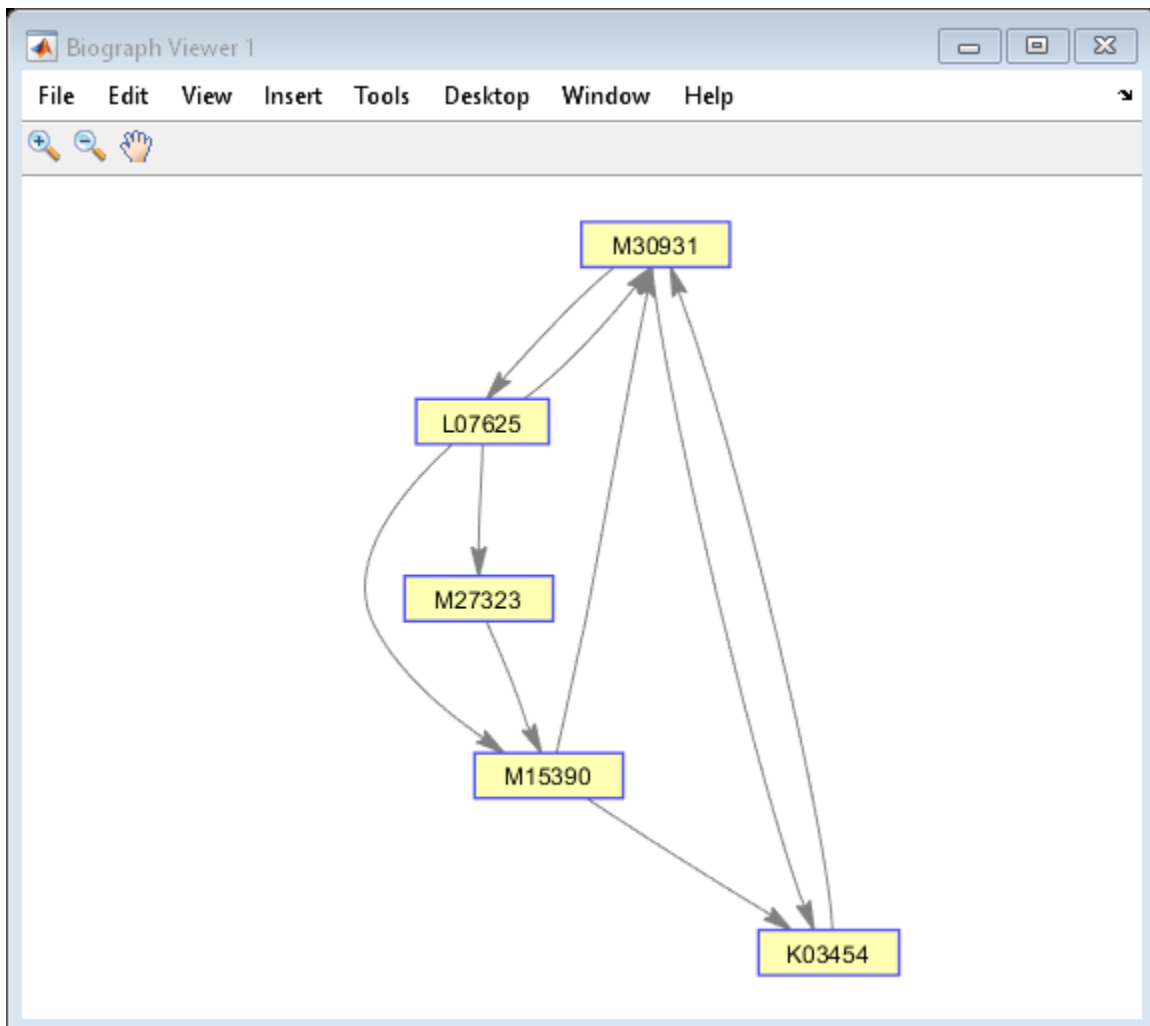 Biograph Viewer 1
File Edit View Insert Tools Desktop Window Help
M30931
L07625
M27323
M15390
K03454